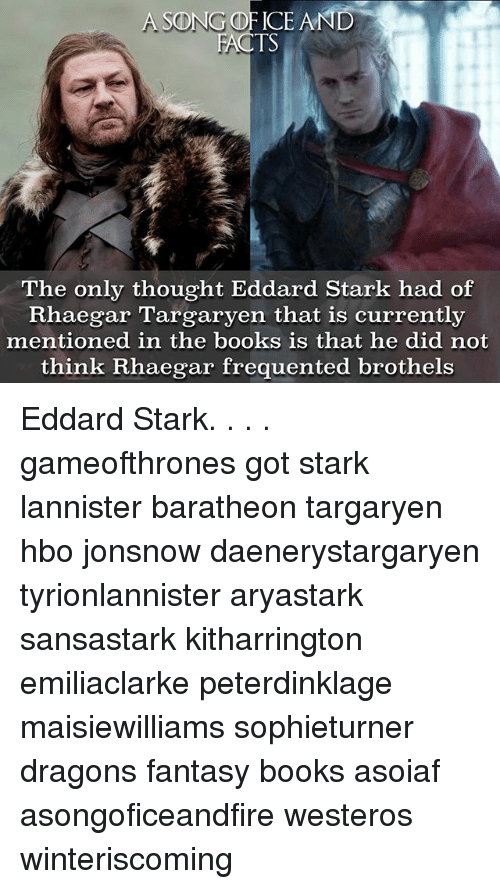 A SONG OF ICE AND
FACTS
The only thought Eddard Stark had of
Rhaegar Targaryen that is currently
mentioned in the books is that he did not
think Rhaegar frequented brothels
Eddard Stark. . . .
gameofthrones got stark
lannister baratheon targaryen
hbo jonsnow daenerystargaryen
tyrionlannister aryastark
sansastark kitharrington
emiliaclarke peterdinklage
maisiewilliams sophieturner
dragons fantasy books asoiaf
asongoficeandfire westeros
winteriscoming